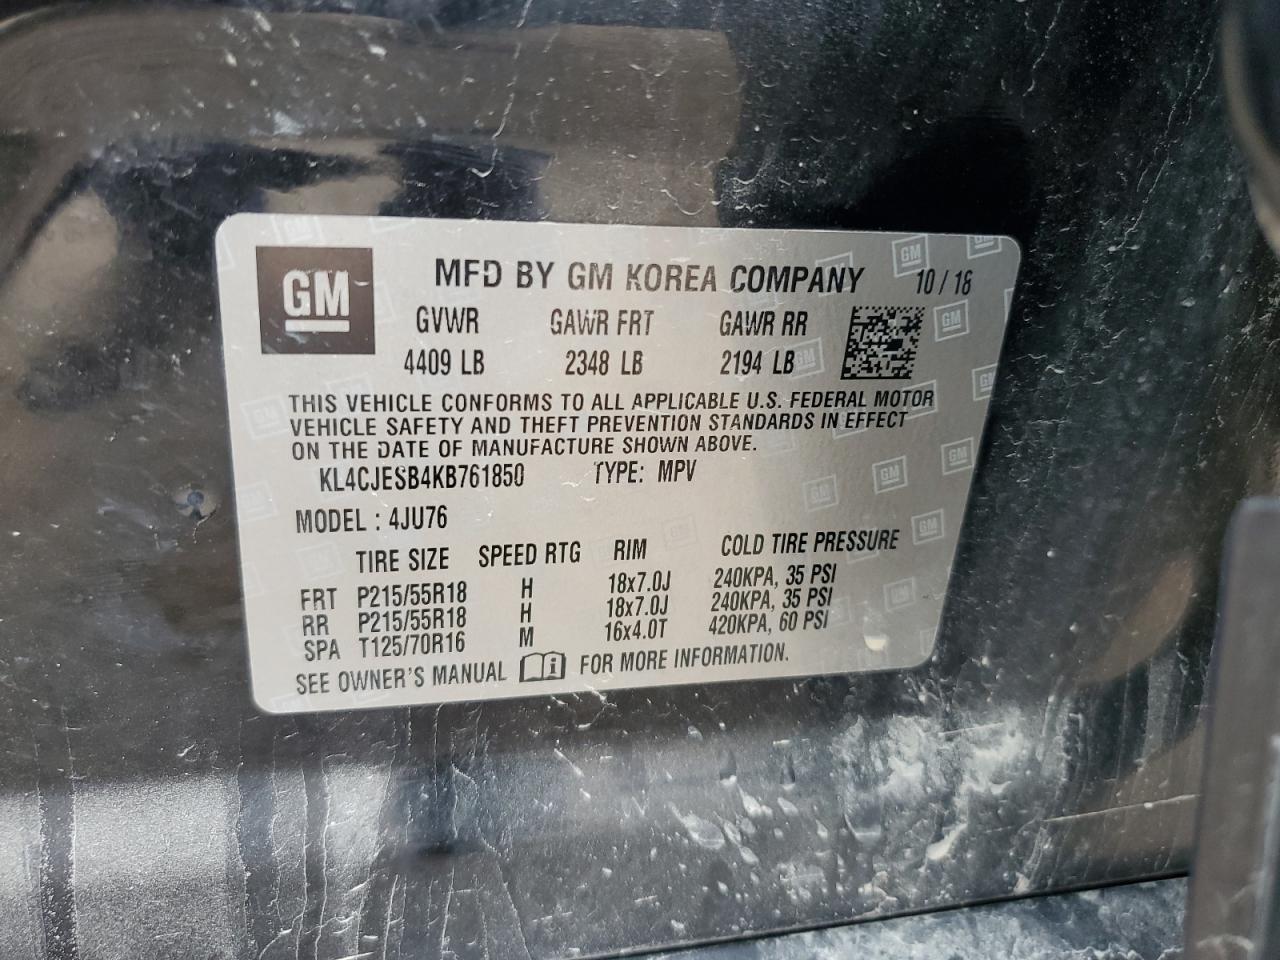 GM
MFD BY GM KOREA COMPANY 10 / 18
GVWR GAWR FRT GAWR RR
4409 LB 2348 LB 2194 LB
THIS VEHICLE CONFORMS TO ALL APPLICABLE U.S. FEDERAL MOTOR
VEHICLE SAFETY AND THEFT PREVENTION STANDARDS IN EFFECT
ON THE DATE OF MANUFACTURE SHOWN ABOVE.
KL4CJESB4KB761850 TYPE: MPV
MODEL : 4JU76
TIRE SIZE SPEED RTG RIM COLD TIRE PRESSURE
FRT P215/55R18 H 18x7.0J 240KPA, 35 PSI
RR P215/55R18 H 18x7.0J 240KPA, 35 PSI
SPA T125/70R16 M 16x4.0T 420KPA, 60 PSI
SEE OWNER'S MANUAL i FOR MORE INFORMATION.